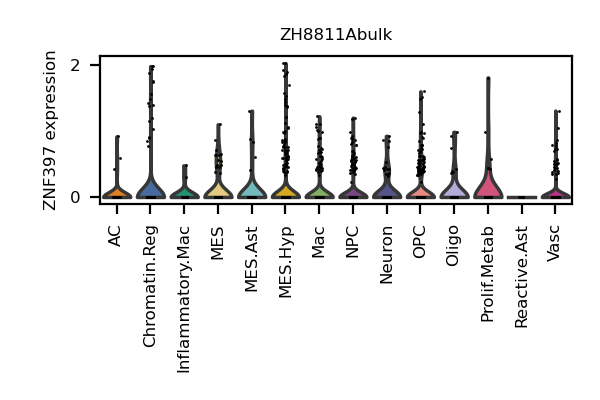 ZH8811Abulk
ZNF397 expression
2
0
AC
Chromatin.Reg
Inflammatory.Mac
MES
MES.Ast
MES.Hyp
Mac
NPC
Neuron
OPC
Oligo
Prolif.Metab
Reactive.Ast
Vasc